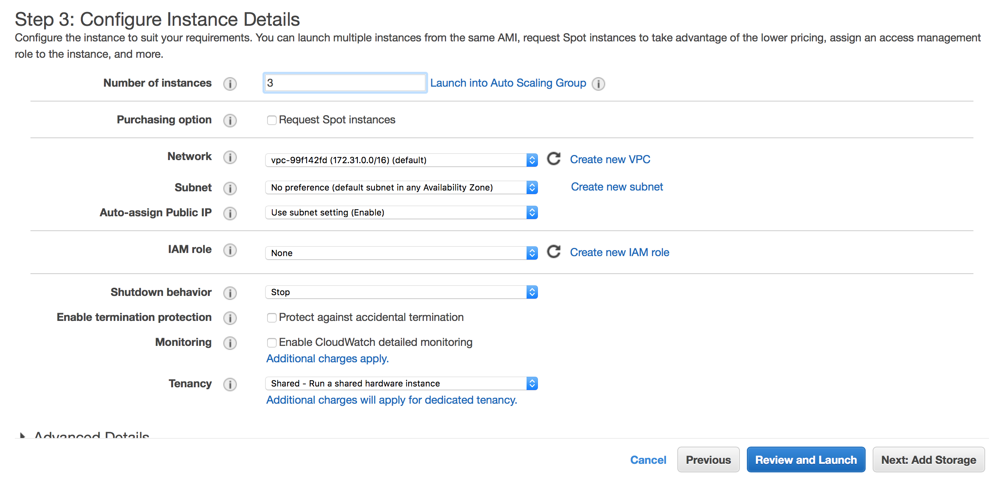 Step 3: Configure Instance Details
Configure the instance to suit your requirements. You can launch multiple instances from the same AMI, request Spot instances to take advantage of the lower pricing, assign an access management
role to the instance, and more.
Number of instances 3 Launch into Auto Scaling Group
Purchasing option Request Spot instances
Network vpc-99f142fd (172.31.0.0/16) (default) Create new VPC
Subnet No preference (default subnet in any Availability Zone) Create new subnet
Auto-assign Public IP Use subnet setting (Enable)
IAM role None Create new IAM role
Shutdown behavior Stop
Enable termination protection Protect against accidental termination
Monitoring Enable CloudWatch detailed monitoring
Additional charges apply.
Tenancy Shared - Run a shared hardware instance
Additional charges will apply for dedicated tenancy.
Advanced Details
Cancel Previous Review and Launch Next: Add Storage